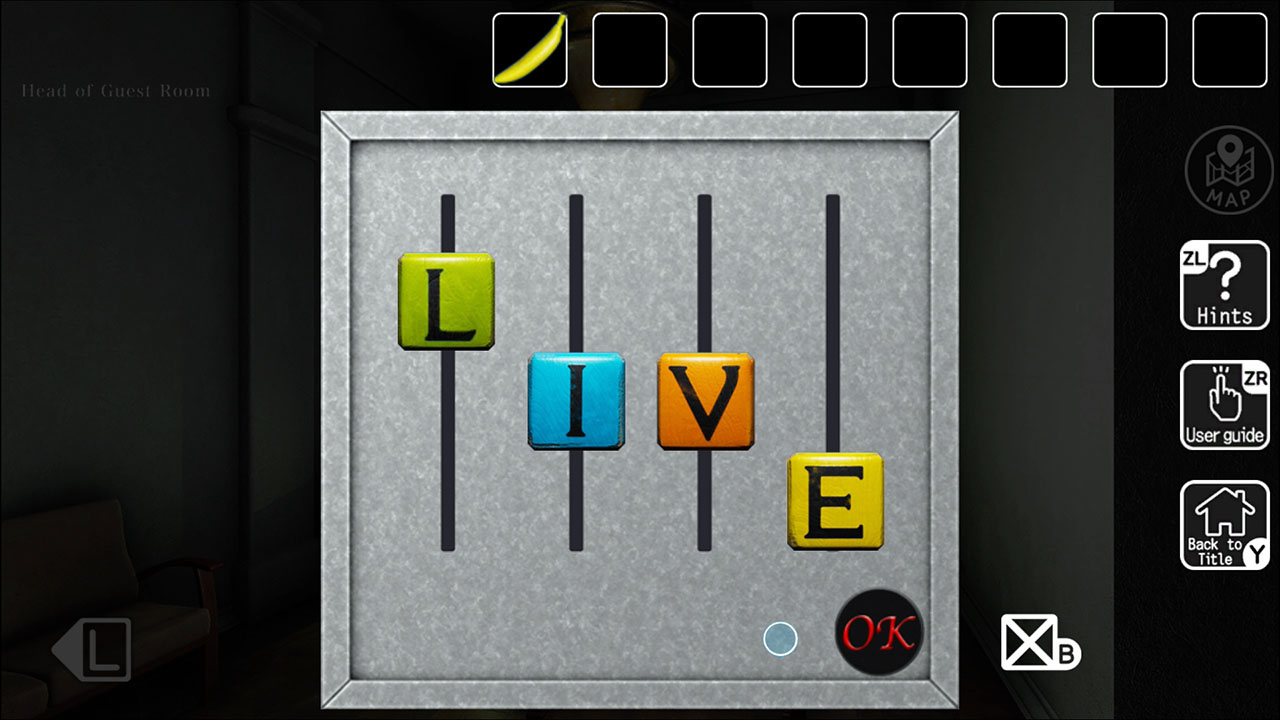 Head of Guest Room
MAP
ZL
Hints
ZR
User guide
L
I
V
E
Back to
Title
Y
OK
L
B